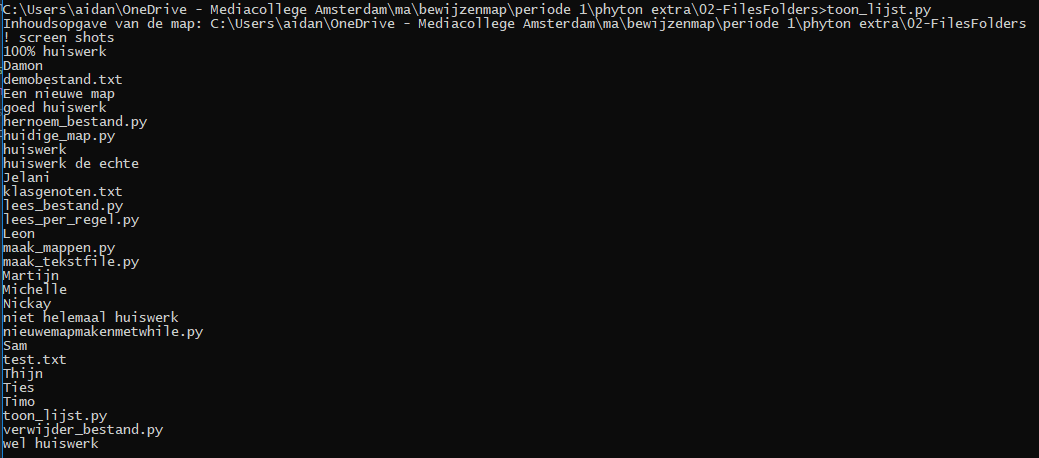 C:\Users\aidan\OneDrive - Mediacollege Amsterdam\ma\bewijzenmap\periode 1\phyton extra\02-FilesFolders>toon_lijst.py
Inhoudsopgave van de map: C:\Users\aidan\OneDrive - Mediacollege Amsterdam\ma\bewijzenmap\periode 1\phyton extra\02-FilesFolders
! screen shots
100% huiswerk
Damon
demobestand.txt
Een nieuwe map
goed huiswerk
hernoem_bestand.py
huidige_map.py
huiswerk
huiswerk de echte
Jelani
klasgenoten.txt
lees_bestand.py
lees_per_regel.py
Leon
maak_mappen.py
maak_tekstfile.py
Martijn
Michelle
Nickay
niet helemaal huiswerk
nieuwemapmakenmetwhile.py
Sam
test.txt
Thijn
Ties
Timo
toon_lijst.py
verwijder_bestand.py
wel huiswerk